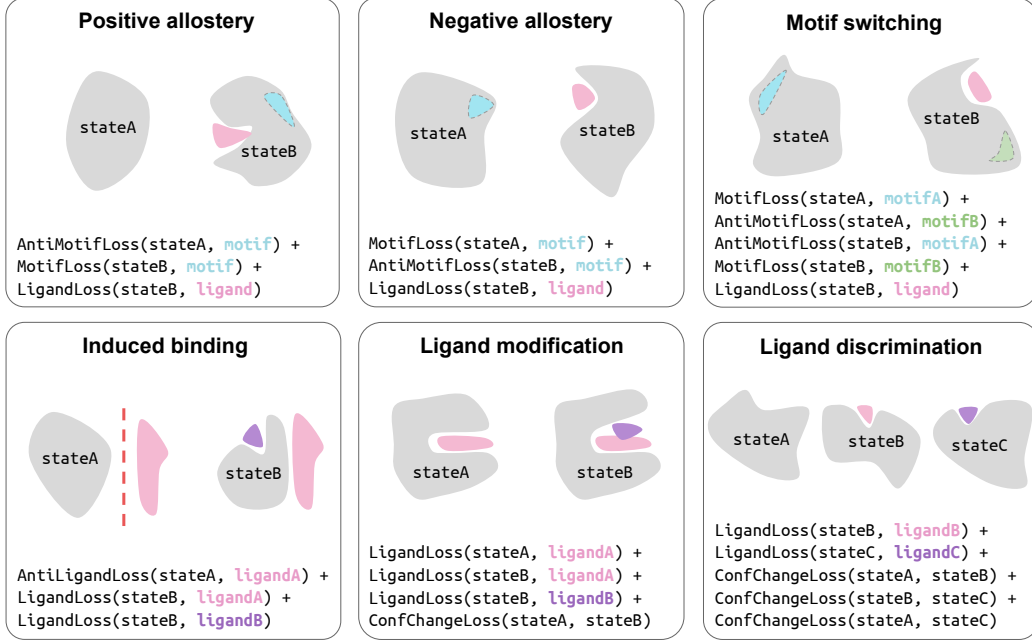 Positive allostery
stateA
stateB
AntiMotifLoss(stateA, motif) +
MotifLoss(stateB, motif) +
LigandLoss(stateB, ligand)
Negative allostery
stateA
stateB
MotifLoss(stateA, motif) +
AntiMotifLoss(stateB, motif) +
LigandLoss(stateB, ligand)
Motif switching
stateA
stateB
MotifLoss(stateA, motifA) +
AntiMotifLoss(stateA, motifB) +
AntiMotifLoss(stateB, motifA) +
MotifLoss(stateB, motifB) +
LigandLoss(stateB, ligand)
Induced binding
stateA
stateB
AntiLigandLoss(stateA, ligandA) +
LigandLoss(stateB, ligandA) +
LigandLoss(stateB, ligandB)
Ligand modification
stateA
stateB
LigandLoss(stateA, ligandA) +
LigandLoss(stateB, ligandA) +
LigandLoss(stateB, ligandB) +
ConfChangeLoss(stateA, stateB)
Ligand discrimination
stateA
stateB
stateC
LigandLoss(stateB, ligandB) +
LigandLoss(stateC, ligandC) +
ConfChangeLoss(stateA, stateB) +
ConfChangeLoss(stateB, stateC) +
ConfChangeLoss(stateA, stateC)